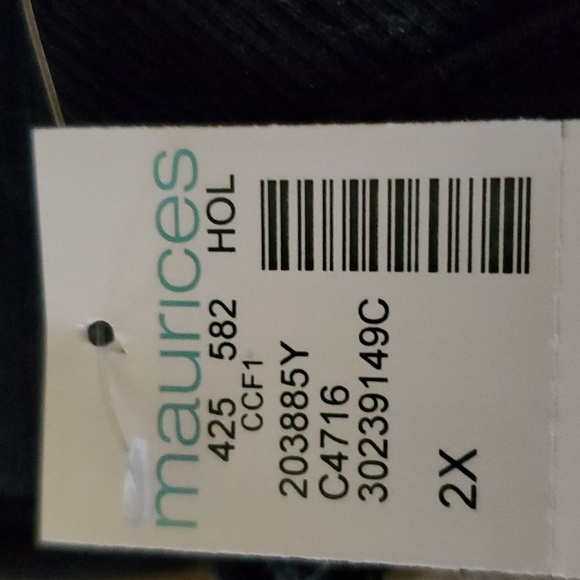 maurices
425 582 HOL
CCF1
203885Y
C4716
30239149C
2X